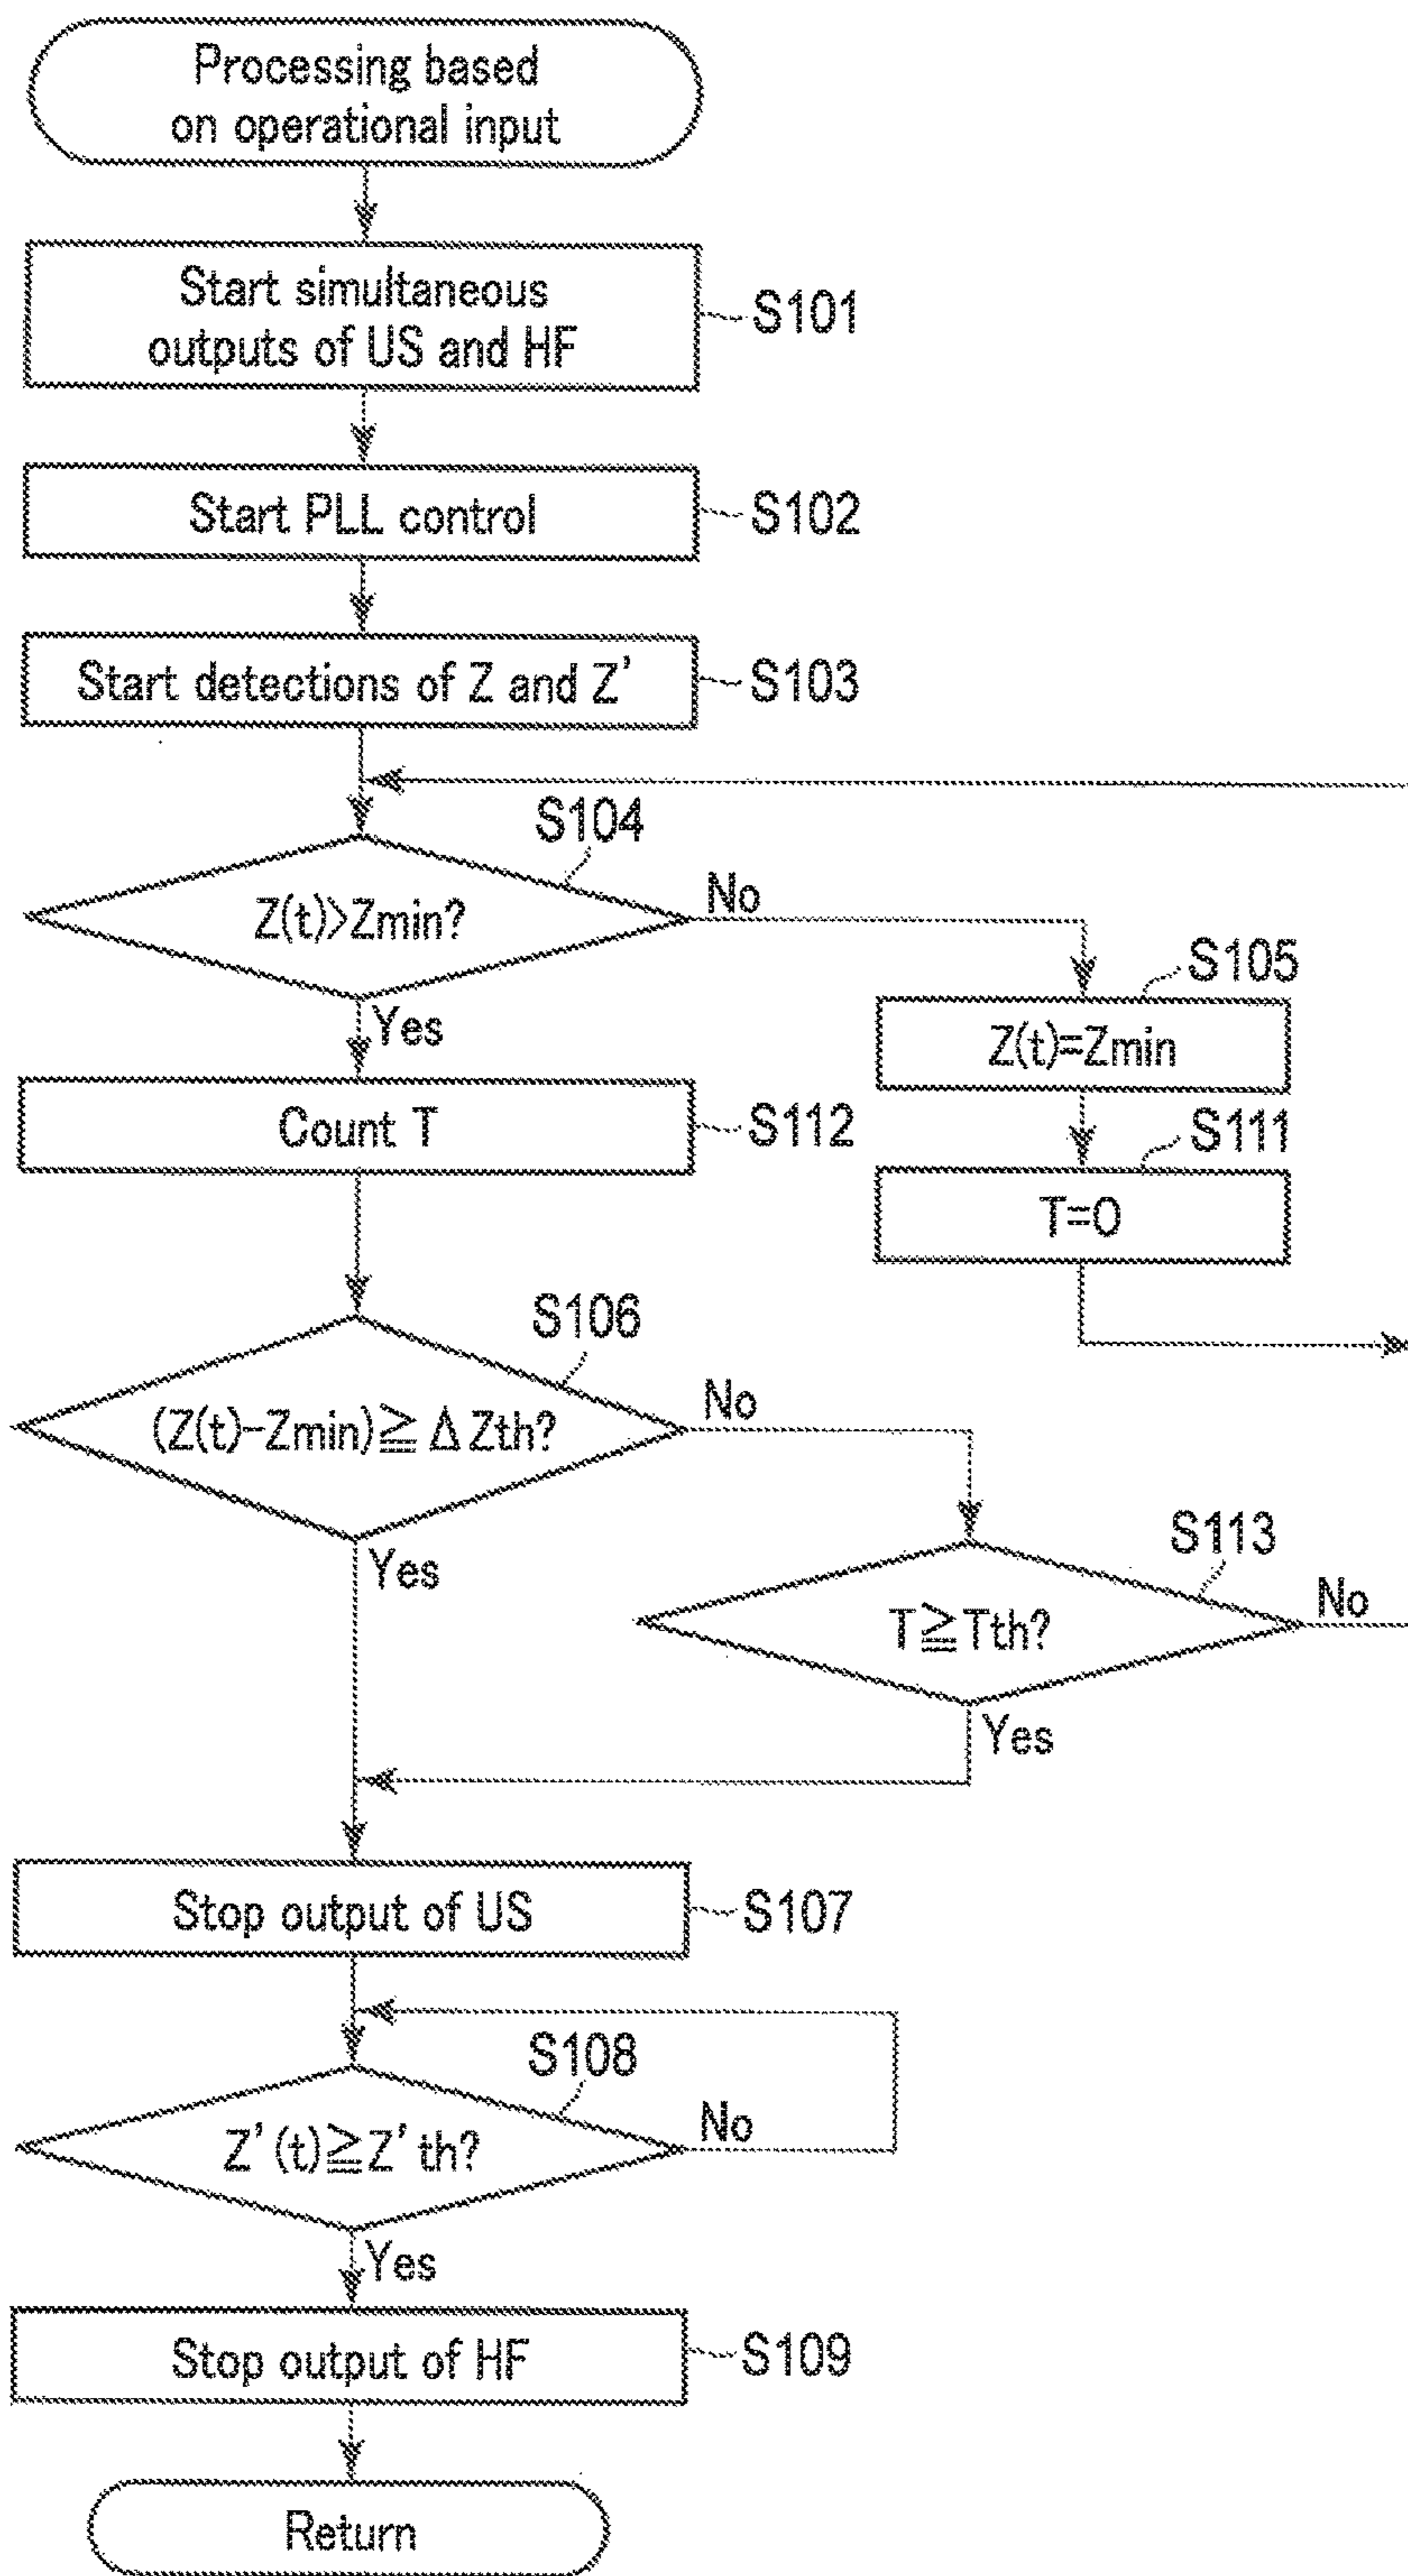 Processing based
on operational input
Start simultaneous
outputs of US and HF
S101
Start PLL control
S102
Start detections of Z and Z'
S103
S104
Z(t)>Zmin?
No
Yes
S105
Z(t)=Zmin
S111
T=0
Count T
S112
S106
(Z(t)-Zmin)≧ΔZth?
No
Yes
S113
T≧Tth?
No
Yes
Stop output of US
S107
S108
Z'(t)≧Z'th?
No
Yes
Stop output of HF
S109
Return